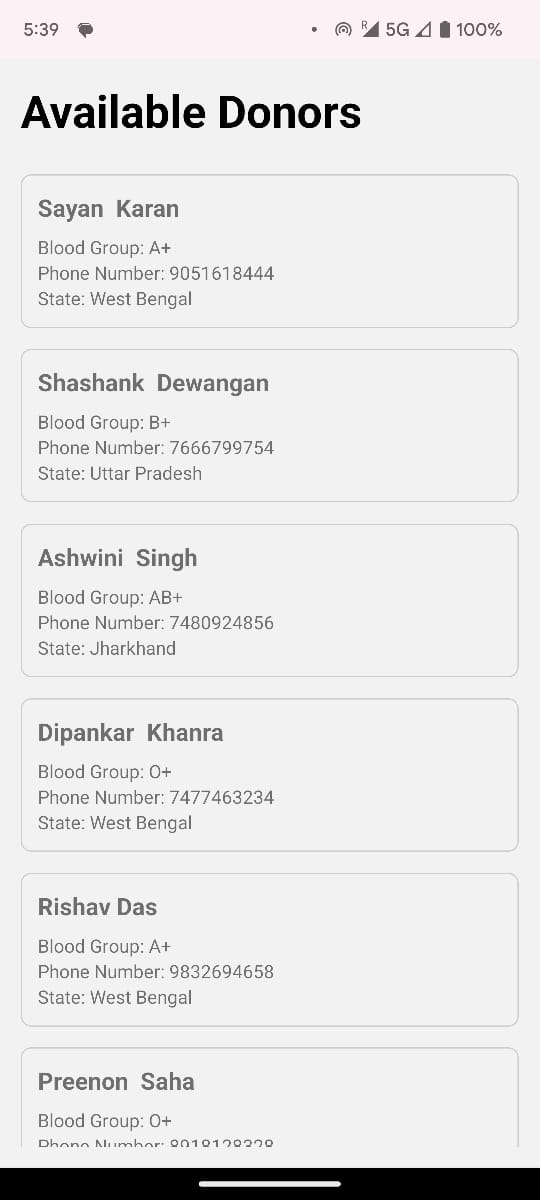 5:39
R 5G 100%
Available Donors
Sayan Karan
Blood Group: A+
Phone Number: 9051618444
State: West Bengal
Shashank Dewangan
Blood Group: B+
Phone Number: 7666799754
State: Uttar Pradesh
Ashwini Singh
Blood Group: AB+
Phone Number: 7480924856
State: Jharkhand
Dipankar Khanra
Blood Group: O+
Phone Number: 7477463234
State: West Bengal
Rishav Das
Blood Group: A+
Phone Number: 9832694658
State: West Bengal
Preenon Saha
Blood Group: O+
Phone Number: 8918128328